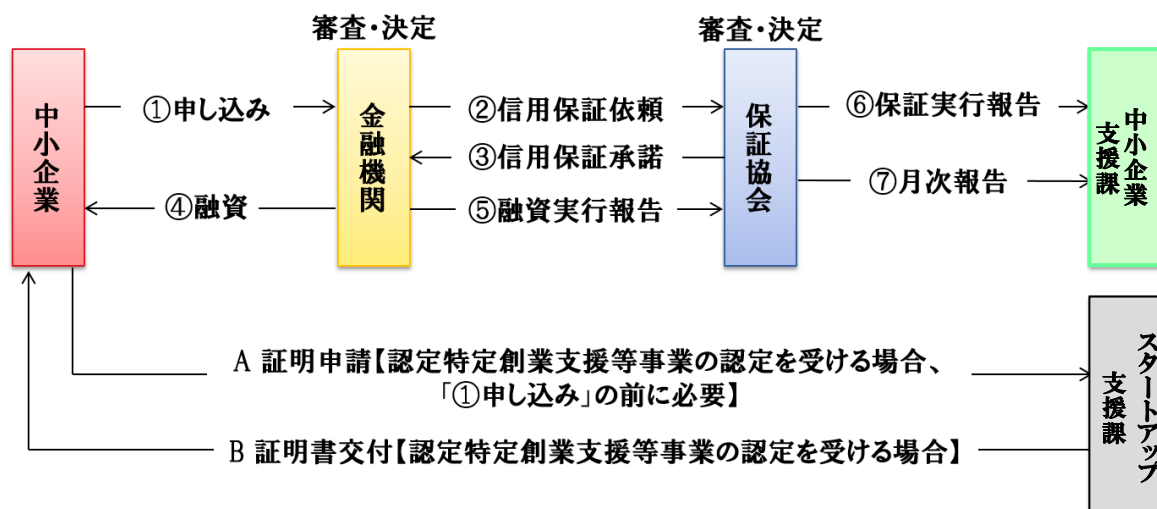 審査・決定
審査・決定
中小企業
①申し込み
金融機関
②信用保証依頼
③信用保証承諾
保証協会
⑥保証実行報告
中小企業
支援課
④融資
⑤融資実行報告
⑦月次報告
A 証明申請【認定特定創業支援等事業の認定を受ける場合、
「①申し込み」の前に必要】
B 証明書交付【認定特定創業支援等事業の認定を受ける場合】
スタートアップ
支援課